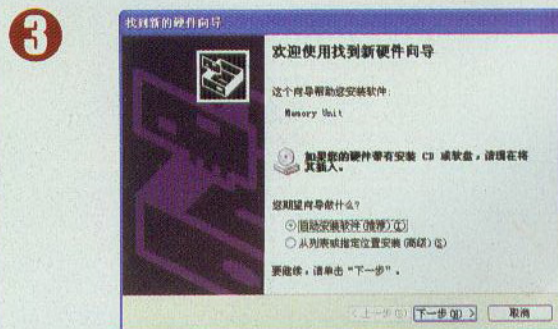 3
找到新的硬件向导
欢迎使用找到新硬件向导
这个向导帮助您安装软件:
Memory Unit
如果您的硬件带有安装 CD 或软盘，请现在将
其插入。
您期望向导做什么?
自动安装软件(推荐)(I)
从列表或指定位置安装(高级)(S)
要继续，请单击“下一步”。
<上一步(B) 下一步(N) > 取消